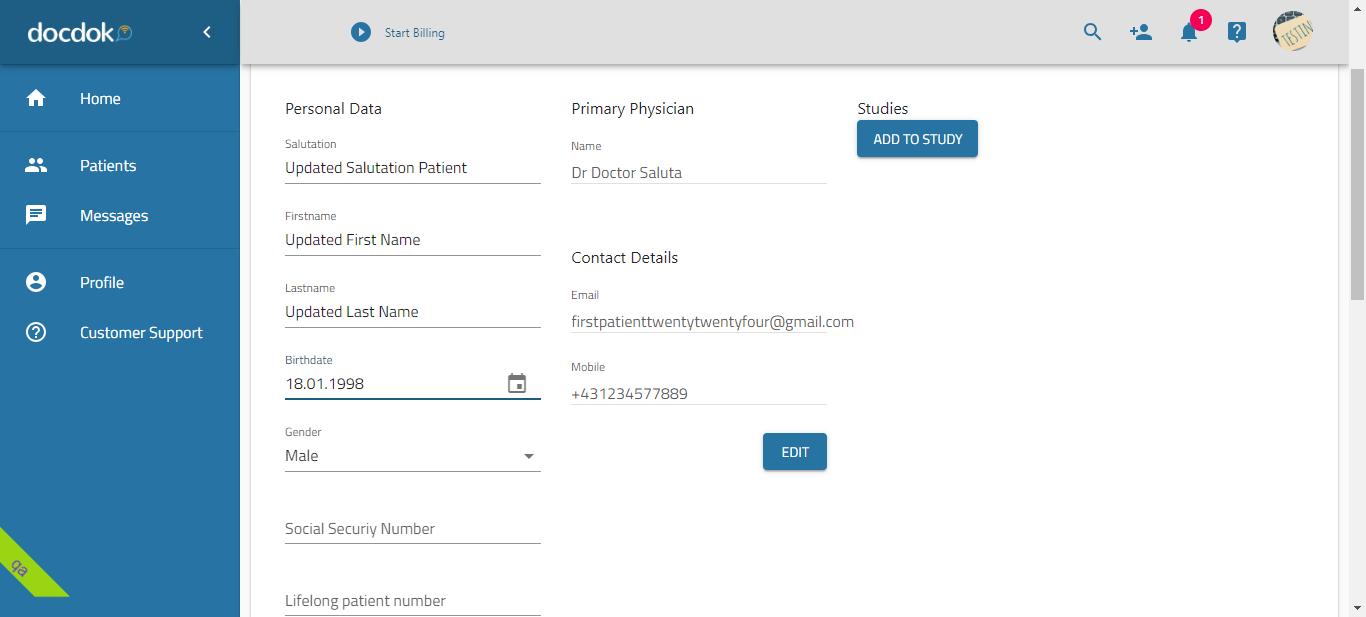 docdok
Start Billing
1
?
TESTIN
Home
Patients
Messages
Profile
Customer Support
qa
Personal Data
Salutation
Updated Salutation Patient
Firstname
Updated First Name
Lastname
Updated Last Name
Birthdate
18.01.1998
Gender
Male
Social Securiy Number
Lifelong patient number
Primary Physician
Name
Dr Doctor Saluta
Contact Details
Email
firstpatienttwentytwentyfour@gmail.com
Mobile
+431234577889
EDIT
Studies
ADD TO STUDY